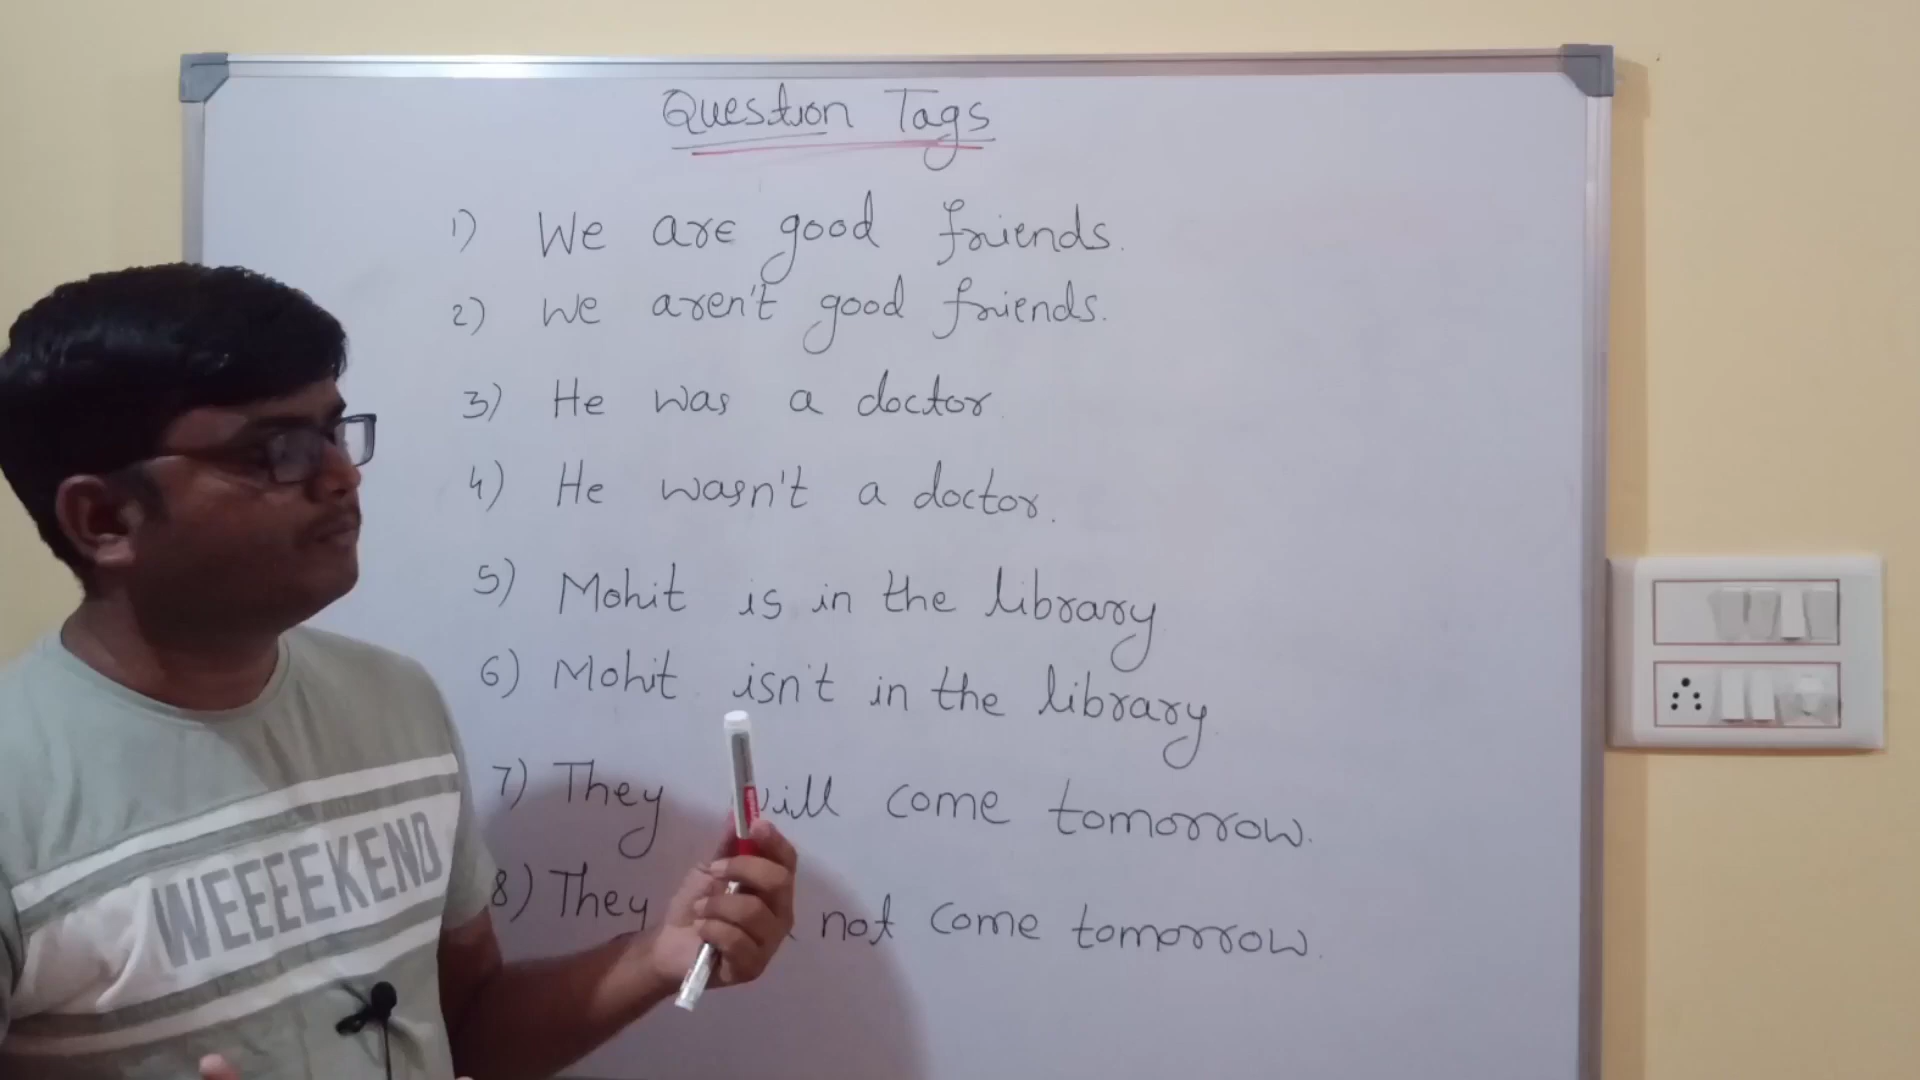 Question Tags
1) We are good friends.
2) We aren't good friends.
3) He was a doctor
4) He wasn't a doctor.
5) Mohit is in the library
6) Mohit isn't in the library
7) They will come tomorrow.
8) They not come tomorrow.
WEEEEKEND